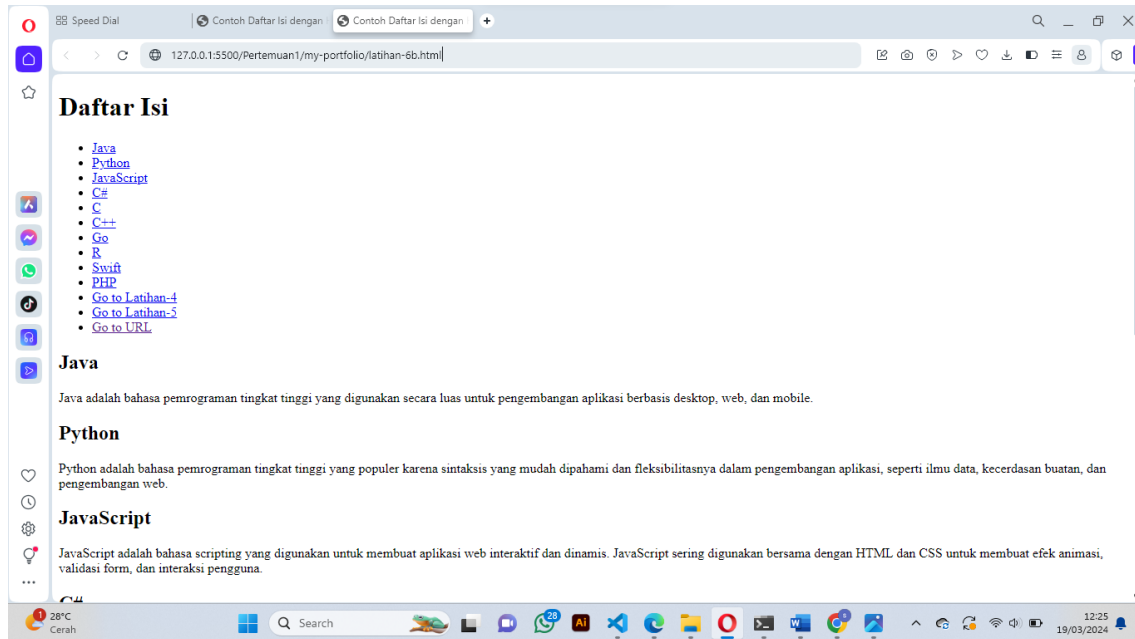 Speed Dial
Contoh Daftar Isi dengan
Contoh Daftar Isi dengan
127.0.0.1:5500/Pertemuan1/my-portfolio/latihan-6b.html
Daftar Isi
Java
Python
JavaScript
C#
C
C++
Go
R
Swift
PHP
Go to Latihan-4
Go to Latihan-5
Go to URL
Java
Java adalah bahasa pemrograman tingkat tinggi yang digunakan secara luas untuk pengembangan aplikasi berbasis desktop, web, dan mobile.
Python
Python adalah bahasa pemrograman tingkat tinggi yang populer karena sintaksis yang mudah dipahami dan fleksibilitasnya dalam pengembangan aplikasi, seperti ilmu data, kecerdasan buatan, dan
pengembangan web.
JavaScript
JavaScript adalah bahasa scripting yang digunakan untuk membuat aplikasi web interaktif dan dinamis. JavaScript sering digunakan bersama dengan HTML dan CSS untuk membuat efek animasi,
validasi form, dan interaksi pengguna.
C#
1
28°C
Cerah
Search
28
Ai
12:25
19/03/2024